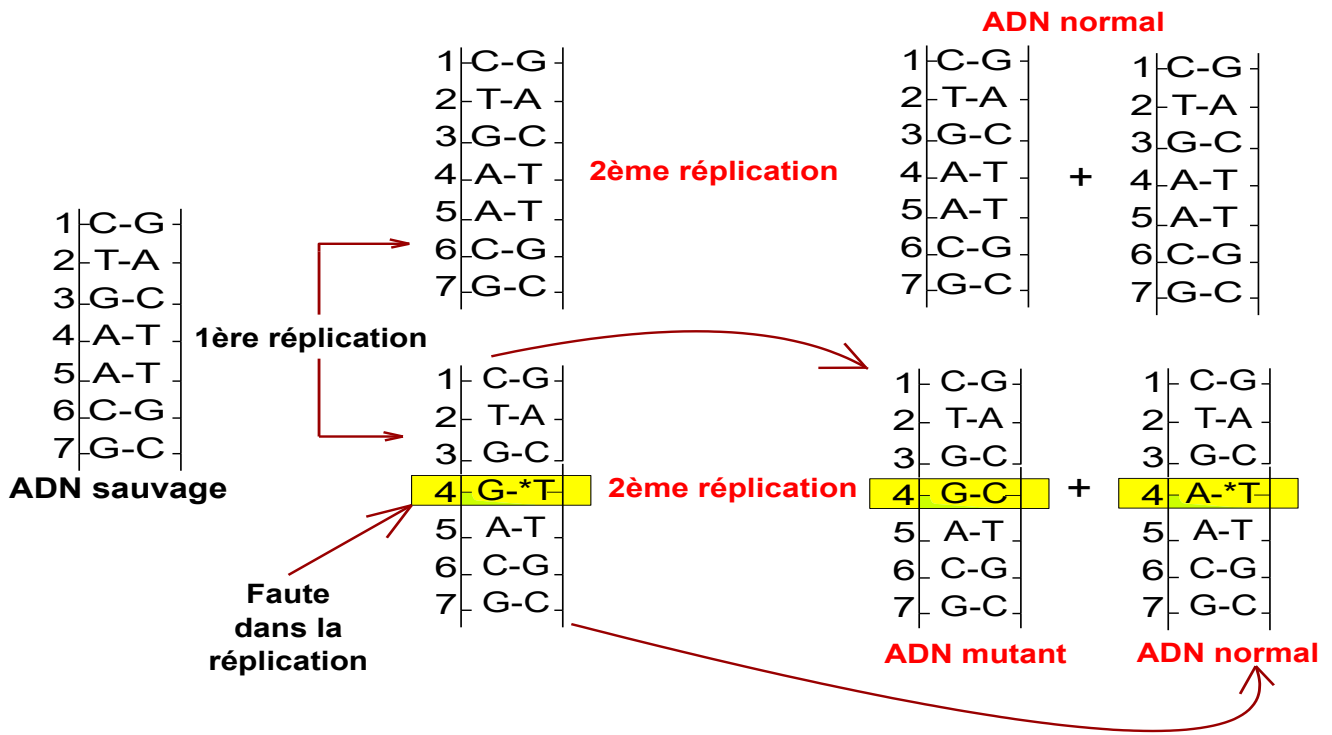 ADN sauvage
1 C-G
2 T-A
3 G-C
4 A-T
5 A-T
6 C-G
7 G-C
1ère réplication
1 C-G
2 T-A
3 G-C
4 A-T
5 A-T
6 C-G
7 G-C
1 C-G
2 T-A
3 G-C
4 G-*T
5 A-T
6 C-G
7 G-C
Faute
dans la
réplication
2ème réplication
ADN normal
1 C-G
2 T-A
3 G-C
4 A-T
5 A-T
6 C-G
7 G-C
+
1 C-G
2 T-A
3 G-C
4 A-T
5 A-T
6 C-G
7 G-C
2ème réplication
1 C-G
2 T-A
3 G-C
4 G-C
5 A-T
6 C-G
7 G-C
ADN mutant
+
1 C-G
2 T-A
3 G-C
4 A-*T
5 A-T
6 C-G
7 G-C
ADN normal